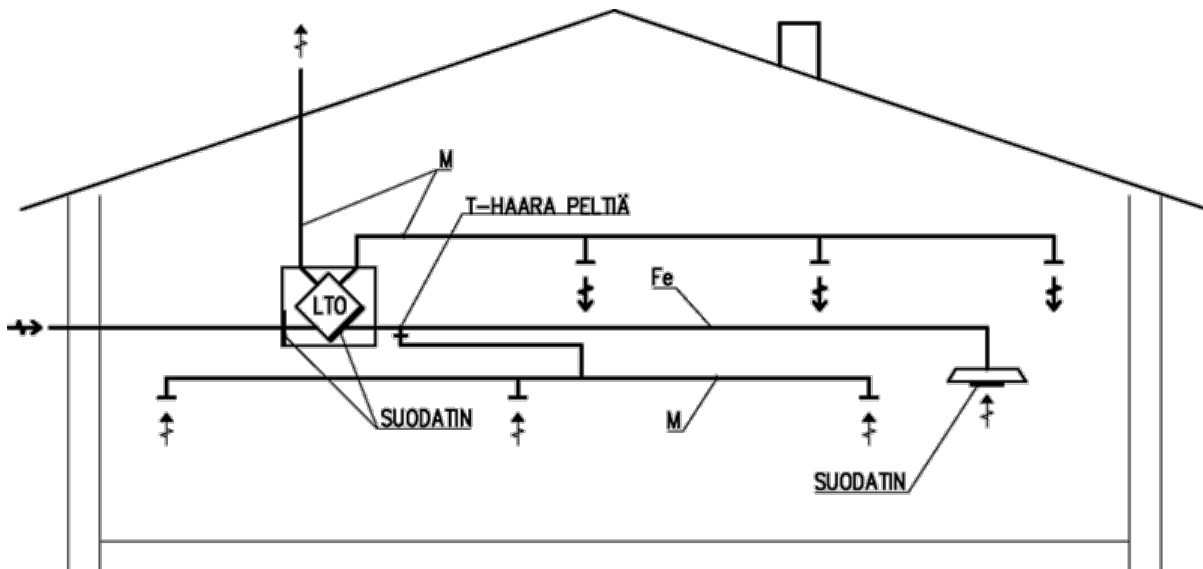 M
T-HAARA PELTIÄ
LTO
Fe
SUODATIN
M
SUODATIN